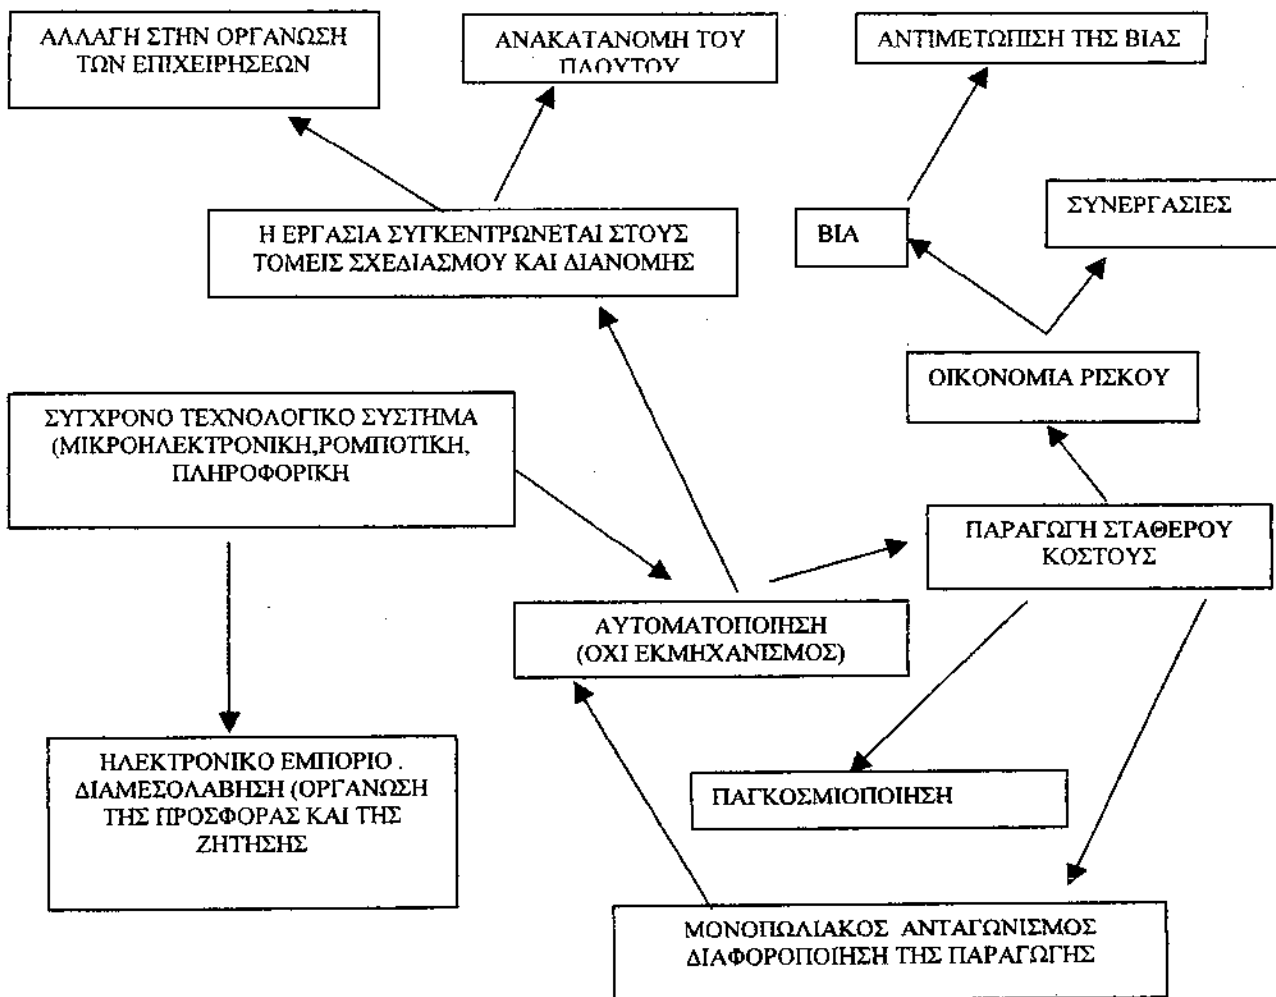 ΑΛΛΑΓΗ ΣΤΗΝ ΟΡΓΑΝΩΣΗ
ΤΩΝ ΕΠΙΧΕΙΡΗΣΕΩΝ
ΑΝΑΚΑΤΑΝΟΜΗ ΤΟΥ
ΠΛΟΥΤΟΥ
ΑΝΤΙΜΕΤΩΠΙΣΗ ΤΗΣ ΒΙΑΣ
Η ΕΡΓΑΣΙΑ ΣΥΓΚΕΝΤΡΩΝΕΤΑΙ ΣΤΟΥΣ
ΤΟΜΕΙΣ ΣΧΕΔΙΑΣΜΟΥ ΚΑΙ ΔΙΑΝΟΜΗΣ
ΒΙΑ
ΣΥΝΕΡΓΑΣΙΕΣ
ΟΙΚΟΝΟΜΙΑ ΡΙΣΚΟΥ
ΣΥΓΧΡΟΝΟ ΤΕΧΝΟΛΟΓΙΚΟ ΣΥΣΤΗΜΑ
(ΜΙΚΡΟΗΛΕΚΤΡΟΝΙΚΗ,ΡΟΜΠΟΤΙΚΗ,
ΠΛΗΡΟΦΟΡΙΚΗ
ΠΑΡΑΓΩΓΗ ΣΤΑΘΕΡΟΥ
ΚΟΣΤΟΥΣ
ΑΥΤΟΜΑΤΟΠΟΙΗΣΗ
(ΟΧΙ ΕΚΜΗΧΑΝΙΣΜΟΣ)
ΗΛΕΚΤΡΟΝΙΚΟ ΕΜΠΟΡΙΟ .
ΔΙΑΜΕΣΟΛΑΒΗΣΗ (ΟΡΓΑΝΩΣΗ
ΤΗΣ ΠΡΟΣΦΟΡΑΣ ΚΑΙ ΤΗΣ
ΖΗΤΗΣΗΣ
ΠΑΓΚΟΣΜΙΟΠΟΙΗΣΗ
ΜΟΝΟΠΩΛΙΑΚΟΣ ΑΝΤΑΓΩΝΙΣΜΟΣ
ΔΙΑΦΟΡΟΠΟΙΗΣΗ ΤΗΣ ΠΑΡΑΓΩΓΗΣ